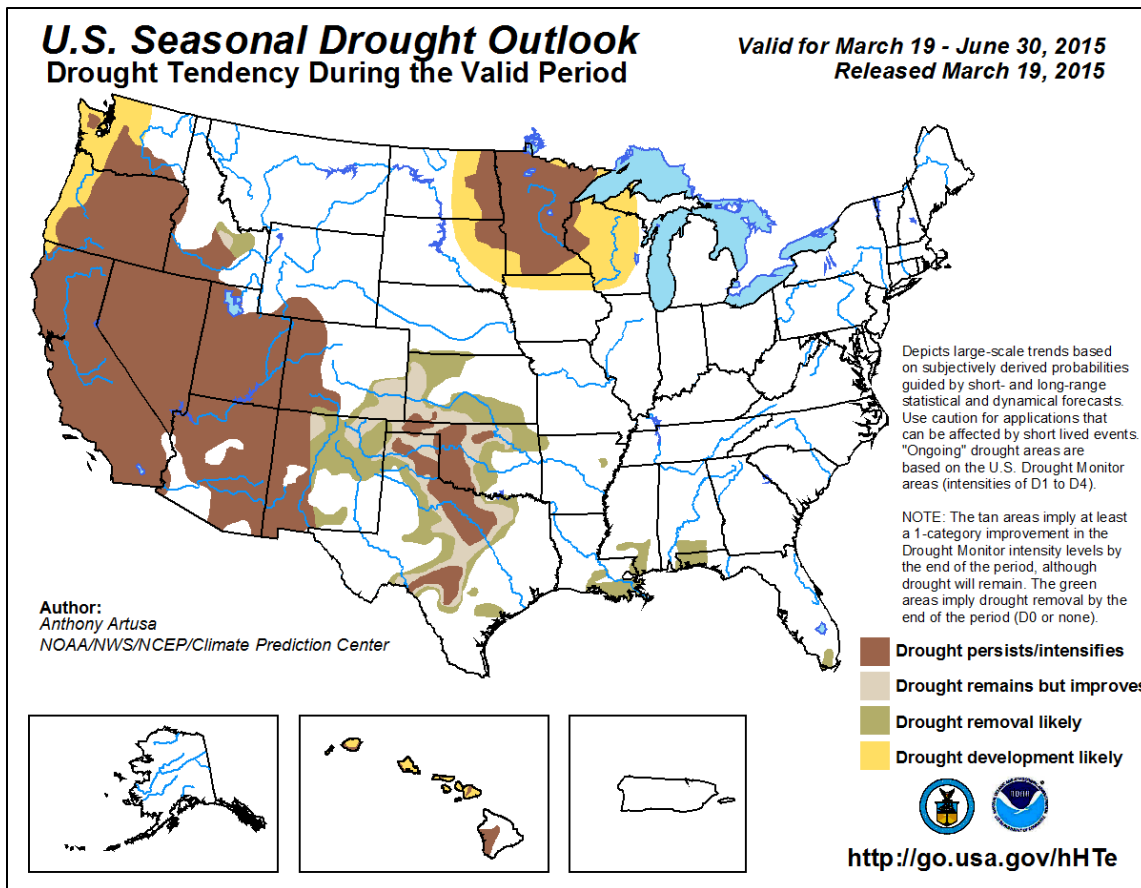 U.S. Seasonal Drought Outlook
Drought Tendency During the Valid Period
Valid for March 19 - June 30, 2015
Released March 19, 2015
Depicts large-scale trends based
on subjectively derived probabilities
guided by short- and long-range
statistical and dynamical forecasts.
Use caution for applications that
can be affected by short lived events.
"Ongoing" drought areas are
based on the U.S. Drought Monitor
areas (intensities of D1 to D4).
NOTE: The tan areas imply at least
a 1-category improvement in the
Drought Monitor intensity levels by
the end of the period, although
drought will remain. The green
areas imply drought removal by the
end of the period (D0 or none).
Author:
Anthony Artusa
NOAA/NWS/NCEP/Climate Prediction Center
Drought persists/intensifies
Drought remains but improves
Drought removal likely
Drought development likely
http://go.usa.gov/hHTe